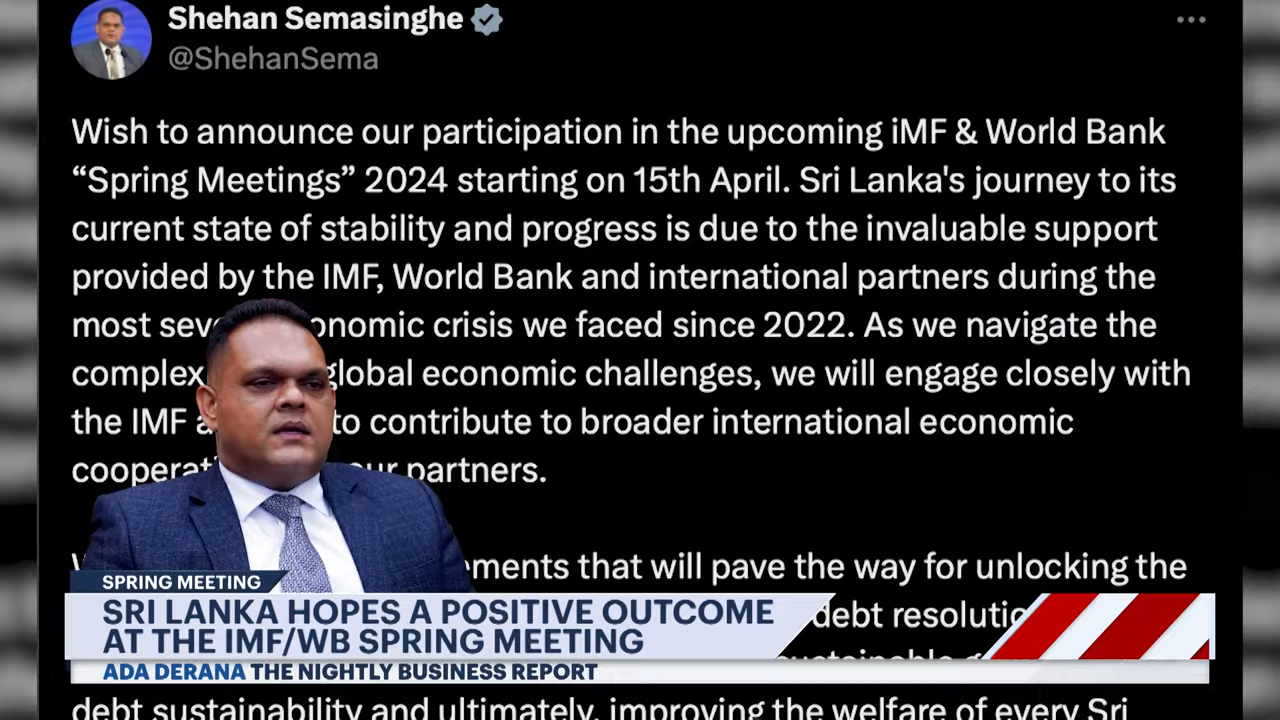 Shehan Semasinghe
@ShehanSema
Wish to announce our participation in the upcoming iMF & World Bank
“Spring Meetings” 2024 starting on 15th April. Sri Lanka's journey to its
current state of stability and progress is due to the invaluable support
provided by the IMF, World Bank and international partners during the
most crisis we faced since 2022. As we navigate the
global economic challenges, we will engage closely with
the IMF to contribute to broader international economic
our partners.
that will pave the way for unlocking the
SPRING MEETING
SRI LANKA HOPES A POSITIVE OUTCOME
debt
AT THE IMF/WB SPRING MEETING
ADA DERANA THE NIGHTLY BUSINESS REPORT
debt sustainability and ultimately, improving the welfare of every Sri